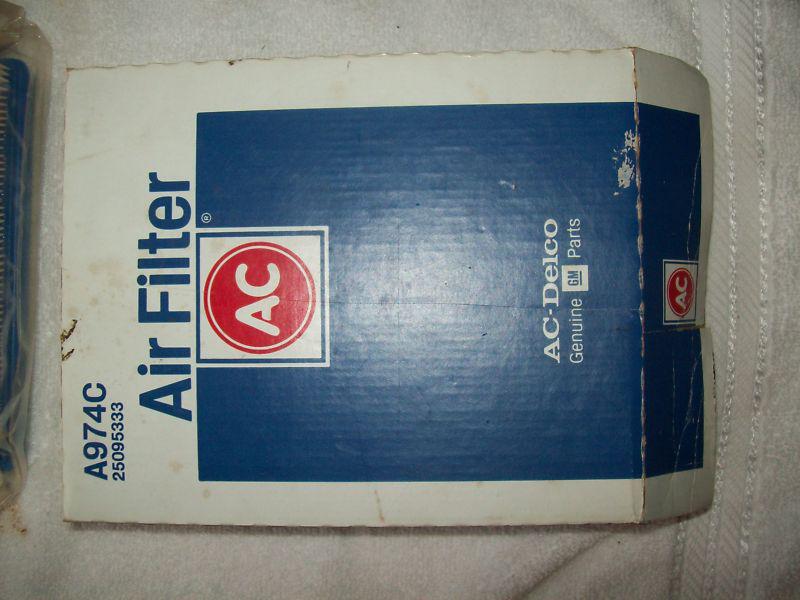 A974C
25095333
Air Filter
®
AC
AC-Delco
Genuine GM Parts
AC